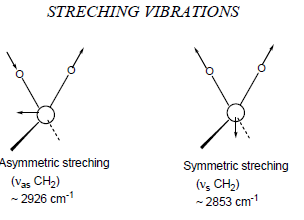 STRECHING VIBRATIONS
Asymmetric streching
(νas CH2)
~ 2926 cm-1
Symmetric streching
(νs CH2)
~ 2853 cm-1